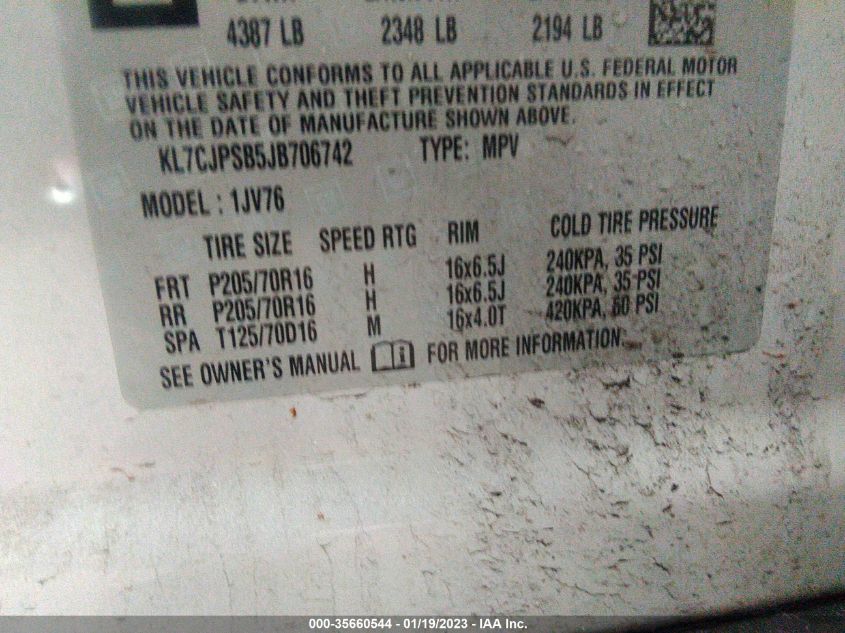 4387 LB 2348 LB 2194 LB
THIS VEHICLE CONFORMS TO ALL APPLICABLE U.S. FEDERAL MOTOR
VEHICLE SAFETY AND THEFT PREVENTION STANDARDS IN EFFECT
ON THE DATE OF MANUFACTURE SHOWN ABOVE.
KL7CJPSB5JB706742 TYPE: MPV
MODEL : 1JV76
TIRE SIZE SPEED RTG RIM COLD TIRE PRESSURE
FRT P205/70R16 H 16x6.5J 240KPA, 35 PSI
RR P205/70R16 H 16x6.5J 240KPA, 35 PSI
SPA T125/70D16 M 16x4.0T 420KPA, 60 PSI
SEE OWNER'S MANUAL FOR MORE INFORMATION.
000-35660544 - 01/19/2023 - IAA Inc.